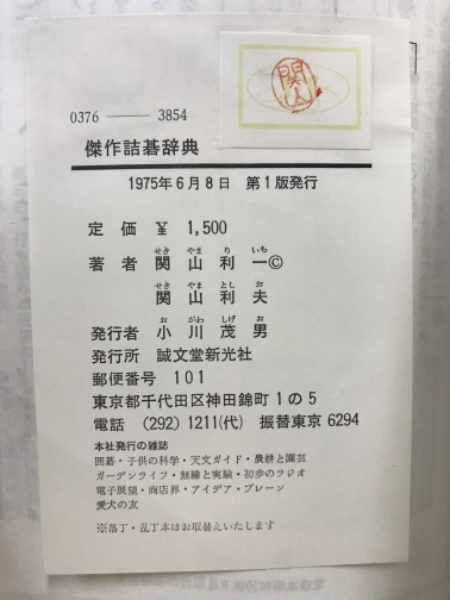 関山
0376 ── 3854
傑作詰碁辞典
1975年6月8日 第1版発行
定価 ¥ 1,500
せき やま り いち
著者 関山利一©
せき やま とし お
関山利夫
お がわ しげ お
発行者 小川茂男
発行所 誠文堂新光社
郵便番号 101
東京都千代田区神田錦町1の5
電話 (292) 1211(代) 振替東京 6294
本社発行の雑誌
囲碁・子供の科学・天文ガイド・農耕と園芸
ガーデンライフ・無線と実験・初歩のラジオ
電子展望・商店界・アイデア・ブレーン
愛犬の友
※落丁・乱丁本はお取替えいたします